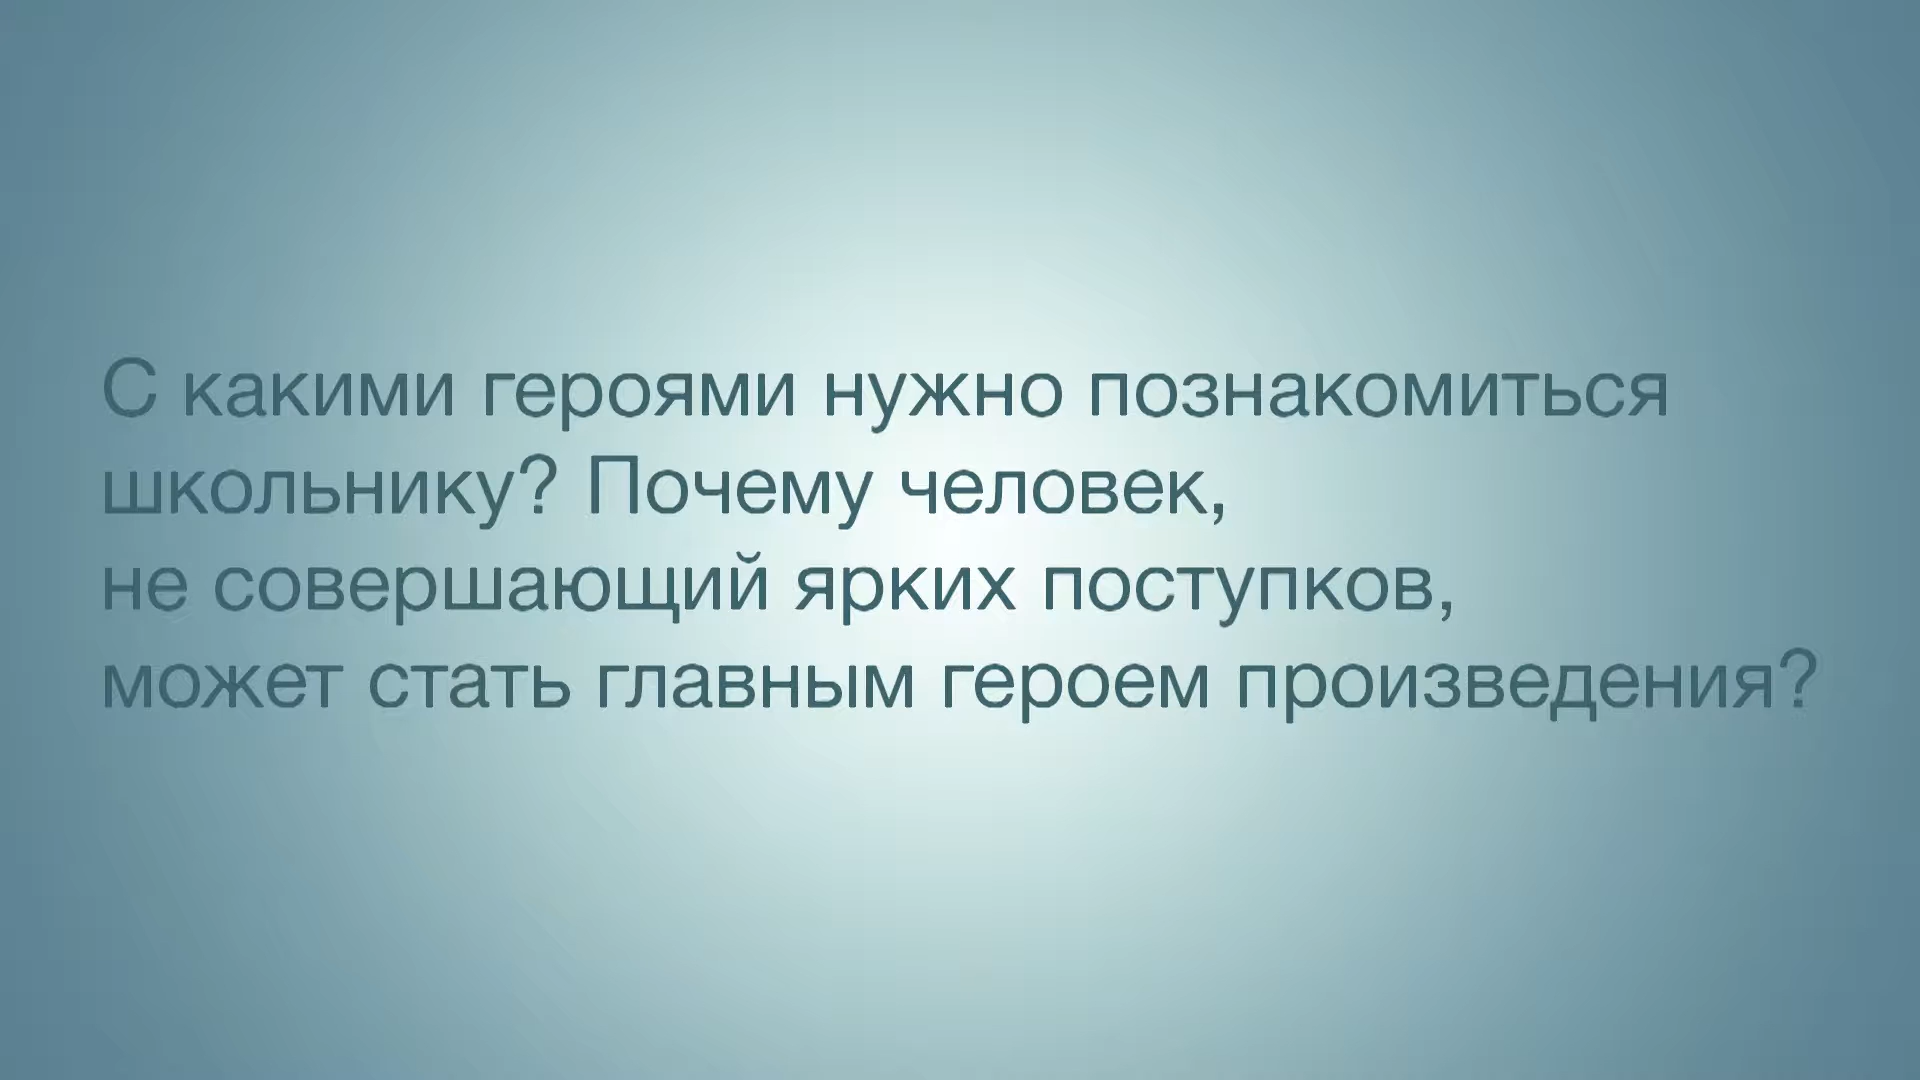 С какими героями нужно познакомиться
школьнику? Почему человек,
не совершающий ярких поступков,
может стать главным героем произведения?